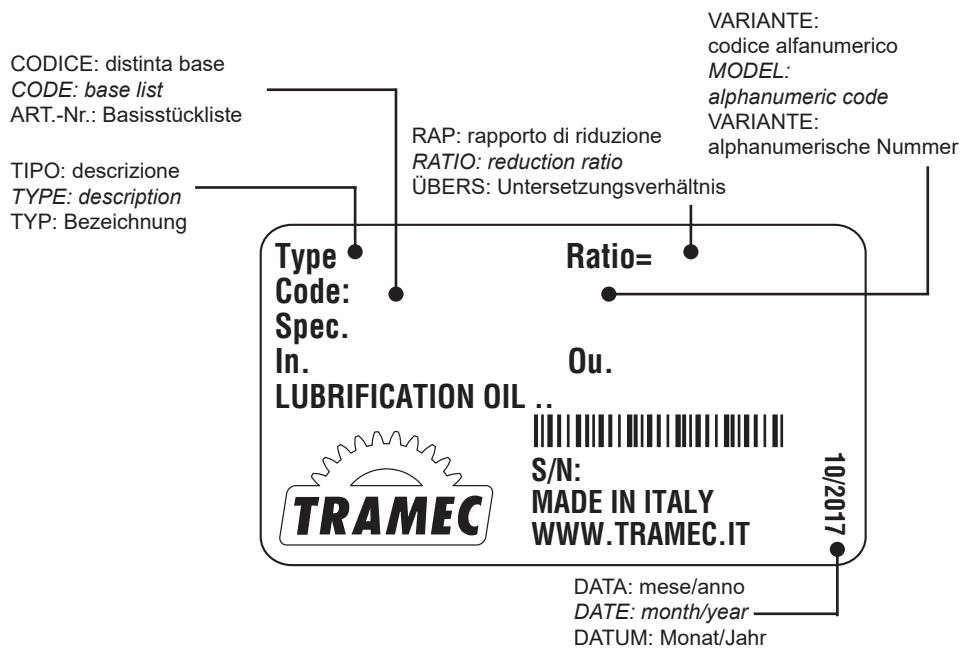 VARIANTE:
codice alfanumerico
MODEL:
alphanumeric code
VARIANTE:
alphanumerische Nummer
CODICE: distinta base
CODE: base list
ART.-Nr.: Basisstückliste
RAP: rapporto di riduzione
RATIO: reduction ratio
ÜBERS: Untersetzungsverhältnis
TIPO: descrizione
TYPE: description
TYP: Bezeichnung
Type Ratio=
Code:
Spec.
In. Ou.
LUBRIFICATION OIL ..
S/N:
MADE IN ITALY
WWW.TRAMEC.IT
TRAMEC
10/2017
DATA: mese/anno
DATE: month/year
DATUM: Monat/Jahr